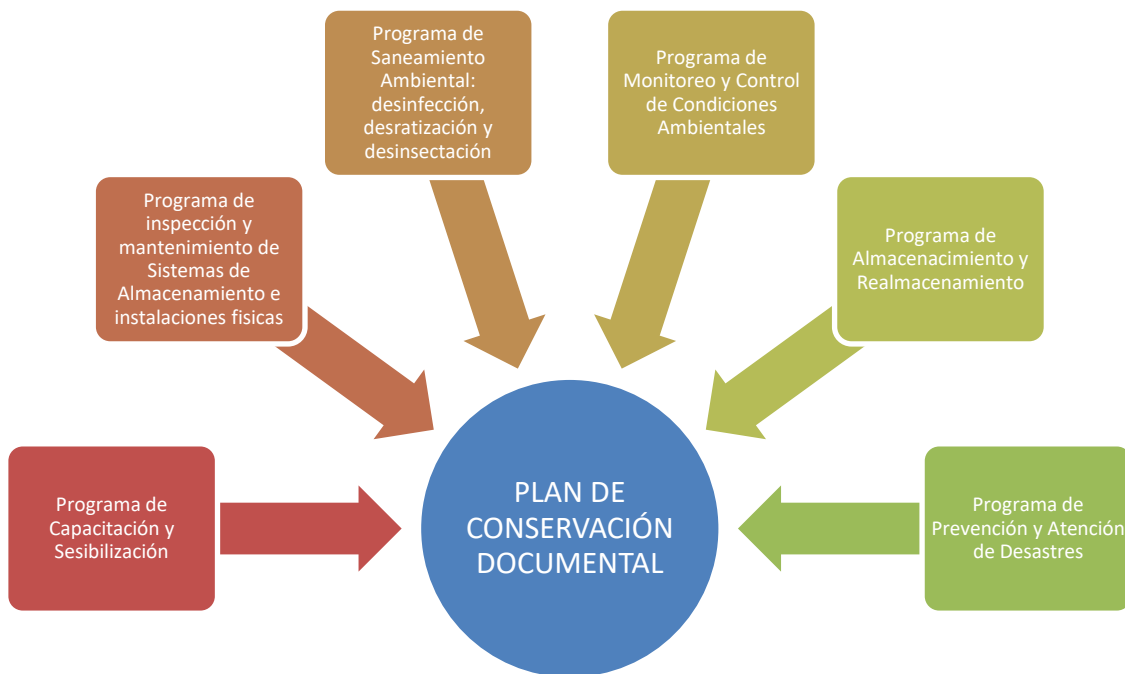 Programa de
Saneamiento
Ambiental:
desinfección,
desratización y
desinsectación
Programa de
Monitoreo y Control
de Condiciones
Ambientales
Programa de
inspección y
mantenimiento de
Sistemas de
Almacenamiento e
instalaciones fisicas
Programa de
Almacenacimiento y
Realmacenamiento
Programa de
Capacitación y
Sesibilización
PLAN DE
CONSERVACIÓN
DOCUMENTAL
Programa de
Prevención y Atención
de Desastres